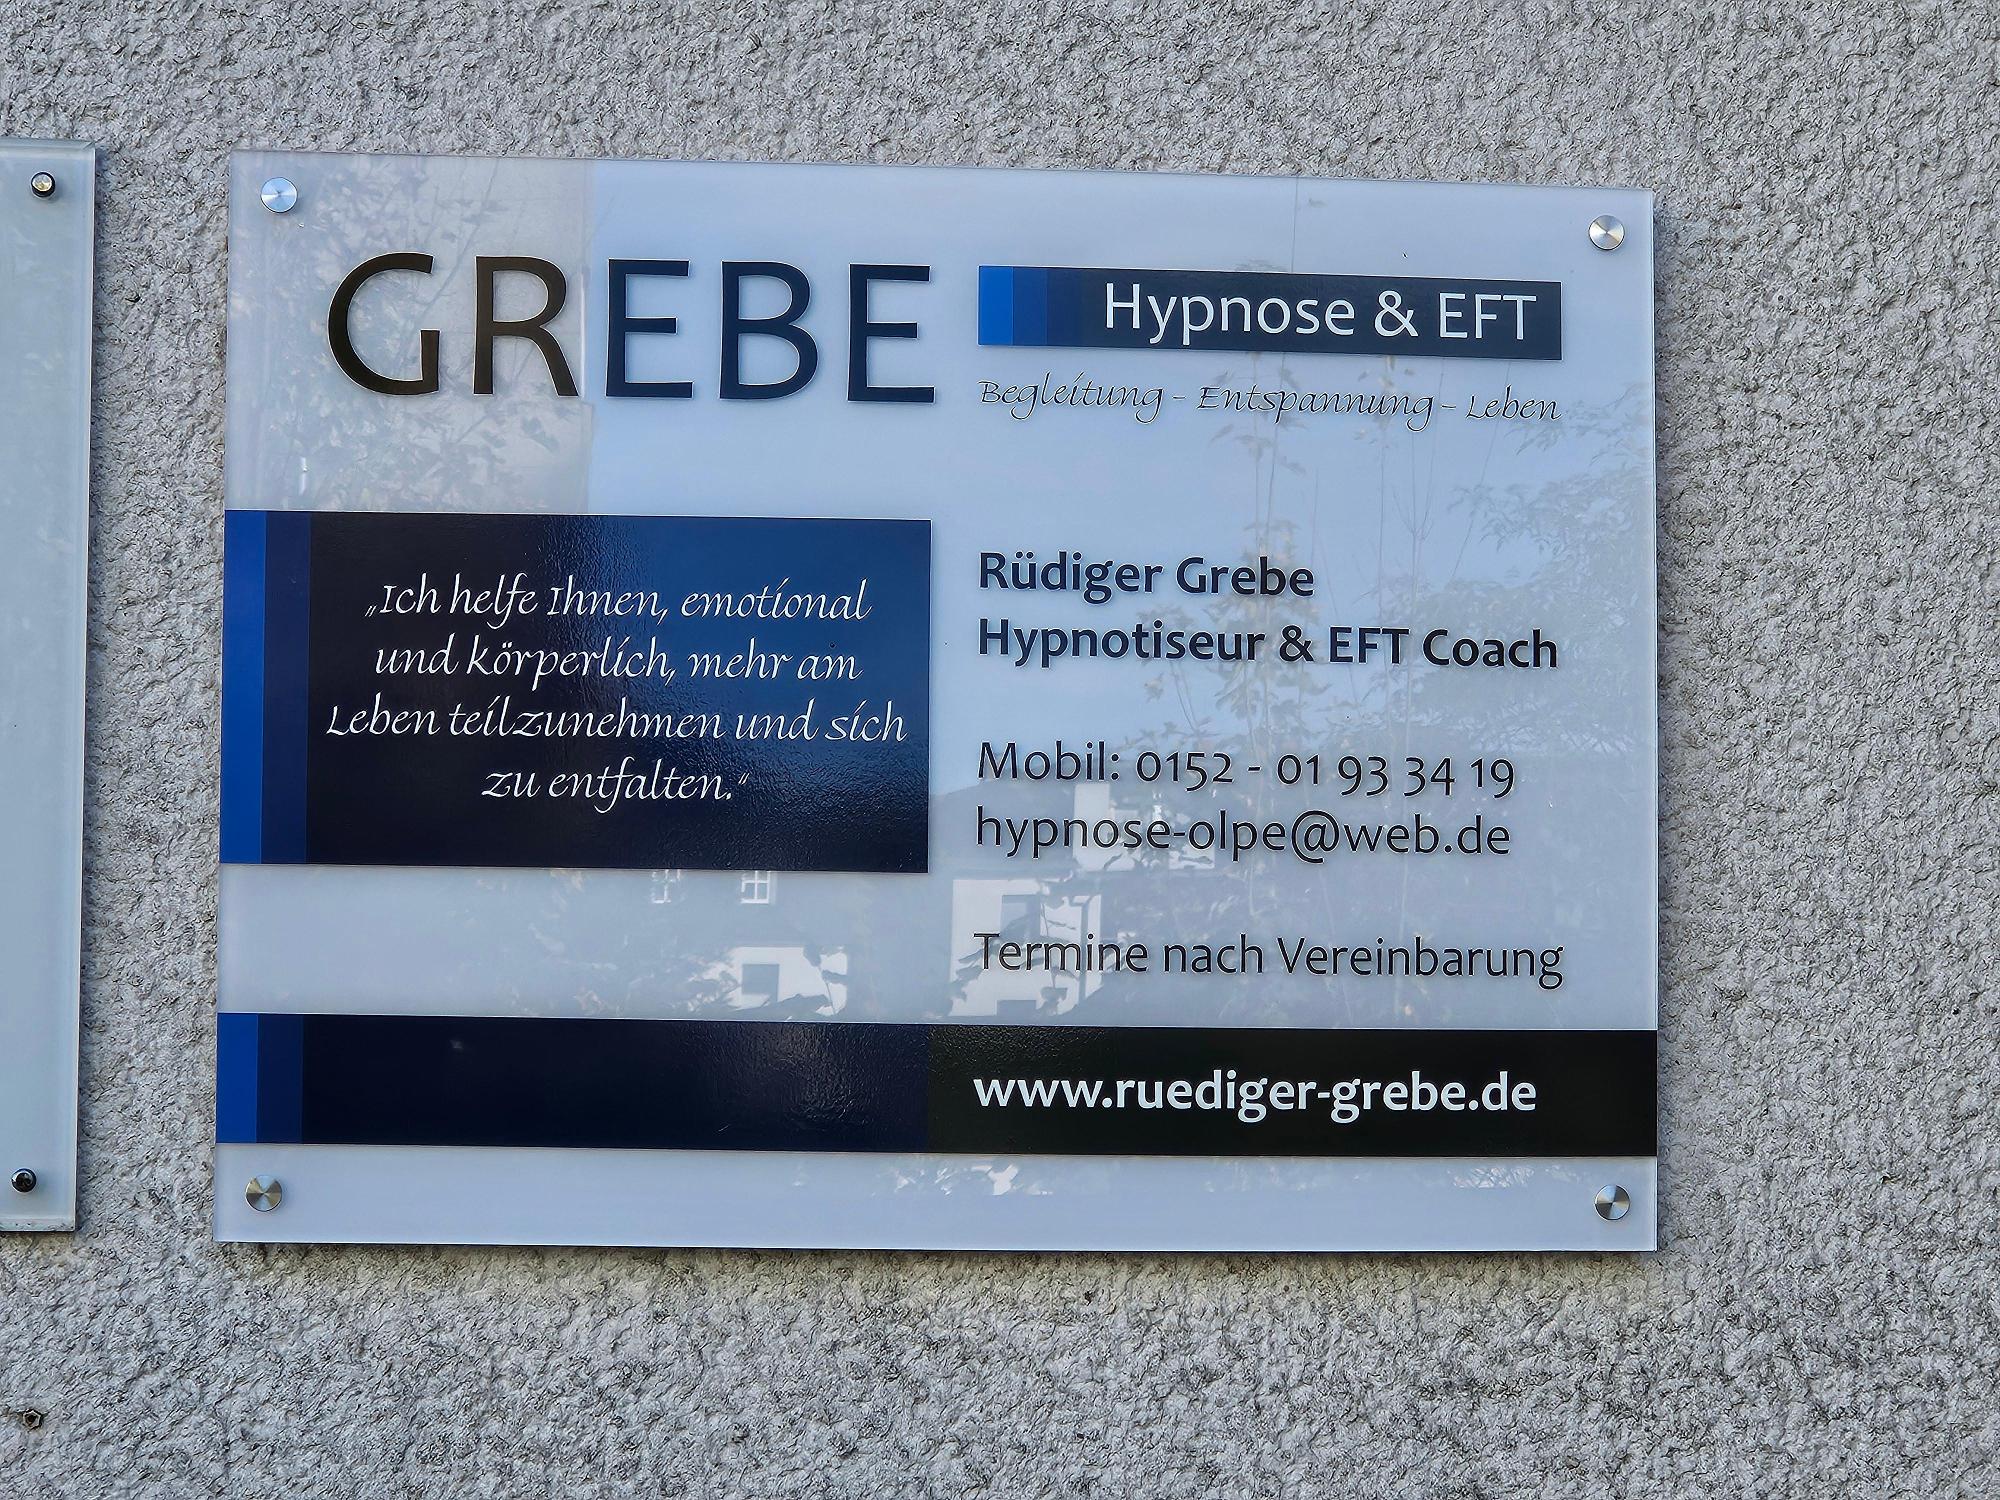 GREBE
Hypnose & EFT
Begleitung - Entspannung - Leben
„Ich helfe Ihnen, emotional
und körperlich, mehr am
Leben teilzunehmen und sich
zu entfalten.“
Rüdiger Grebe
Hypnotiseur & EFT Coach
Mobil: 0152 - 01 93 34 19
hypnose-olpe@web.de
Termine nach Vereinbarung
www.ruediger-grebe.de